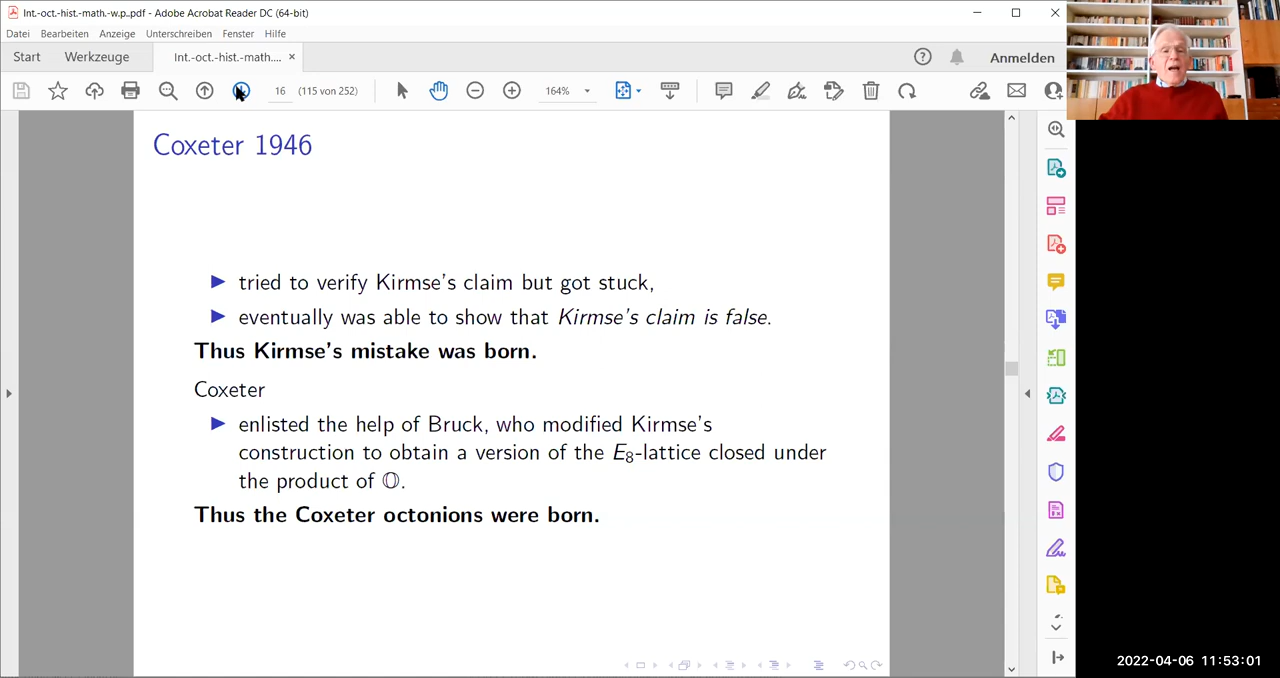 Int.-oct.-hist.-math.-w.p..pdf - Adobe Acrobat Reader DC (64-bit)
Datei Bearbeiten Anzeige Unterschreiben Fenster Hilfe
Start Werkzeuge Int.-oct.-hist.-math.... × Anmelden
16 (115 von 252) 164%
Coxeter 1946
▶ tried to verify Kirmse's claim but got stuck,
▶ eventually was able to show that Kirmse's claim is false.
Thus Kirmse's mistake was born.
Coxeter
▶ enlisted the help of Bruck, who modified Kirmse's
construction to obtain a version of the E₈-lattice closed under
the product of 𝕆.
Thus the Coxeter octonions were born.
2022-04-06 11:53:01